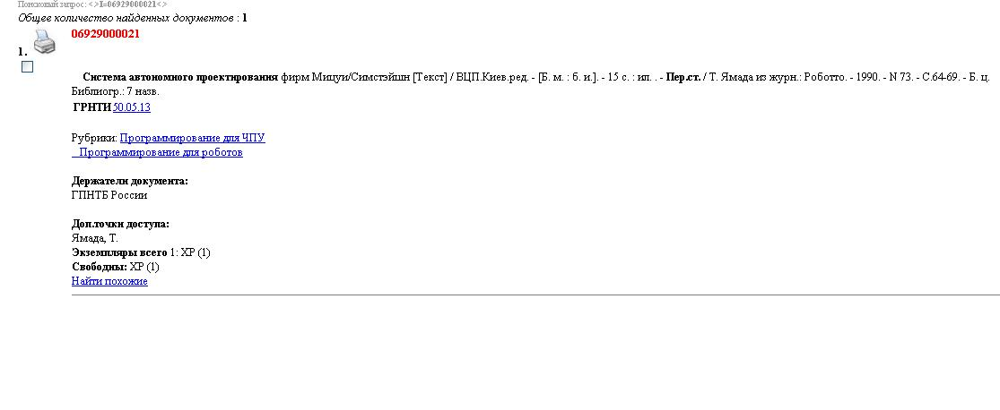 Поисковый запрос: <>I=06929000021<>
Общее количество найденных документов : 1
06929000021
1.
Система автономного проектирования фирм Мицуи/Симстэйшн [Текст] / ВЦП.Киев.ред. - [Б. м. : б. и.]. - 15 с. : ил. . - Пер.ст. / Т. Ямада из журн.: Роботто. - 1990. - N 73. - С.64-69. - Б. ц.
Библиогр.: 7 назв.
ГРНТИ 50.05.13
Рубрики: Программирование для ЧПУ
Программирование для роботов
Держатели документа:
ГПНТБ России
Доп.точки доступа:
Ямада, Т.
Экземпляры всего 1: ХР (1)
Свободны: ХР (1)
Найти похожие